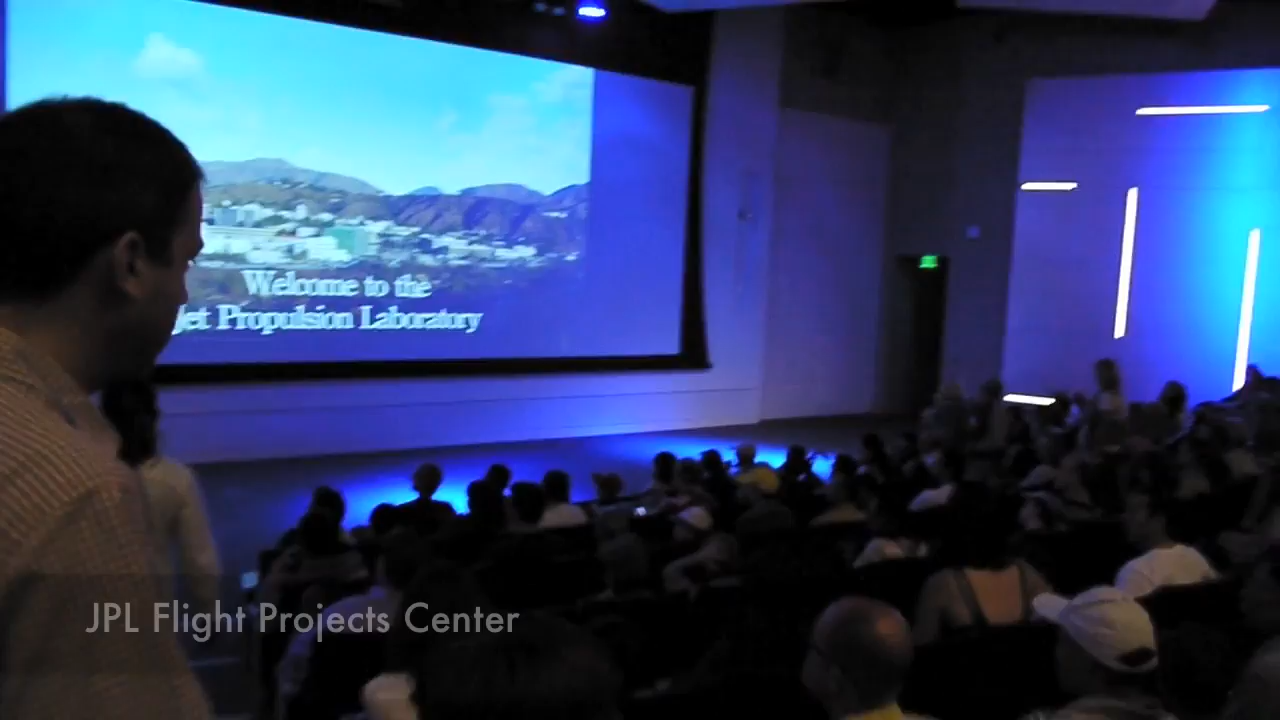 Welcome to the
Jet Propulsion Laboratory
JPL Flight Projects Center